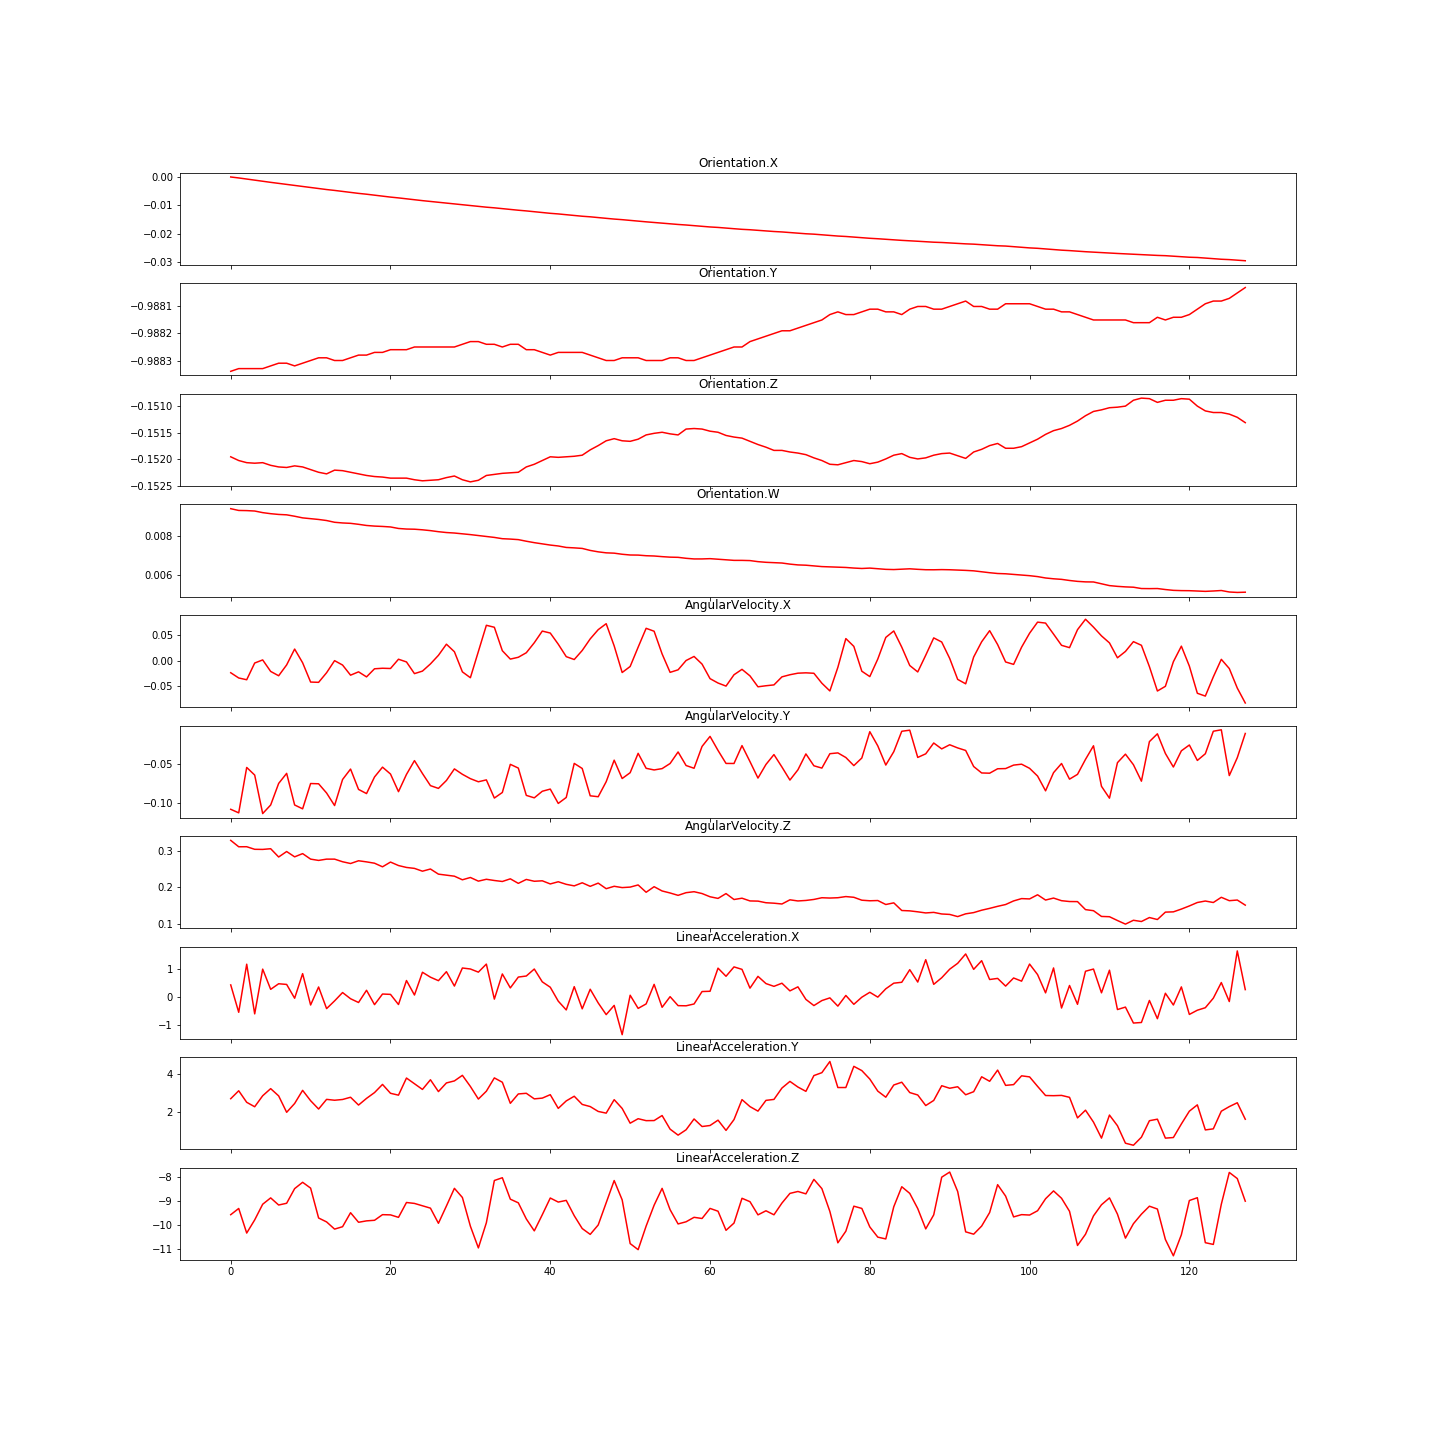 Orientation.X
0.00
−0.01
−0.02
−0.03
Orientation.Y
−0.9881
−0.9882
−0.9883
Orientation.Z
−0.1510
−0.1515
−0.1520
−0.1525
Orientation.W
0.008
0.006
AngularVelocity.X
0.05
0.00
−0.05
AngularVelocity.Y
−0.05
−0.10
AngularVelocity.Z
0.3
0.2
0.1
LinearAcceleration.X
1
0
−1
LinearAcceleration.Y
4
2
LinearAcceleration.Z
−8
−9
−10
−11
0 20 40 60 80 100 120